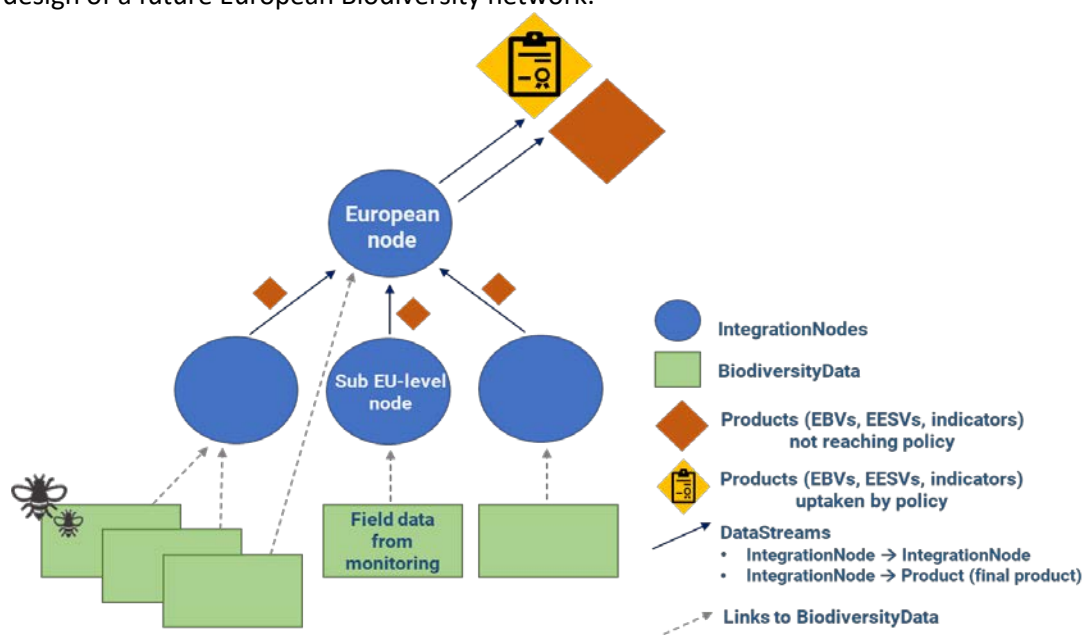 design of a future European Biodiversity network.
European
node
Sub EU-level
node
Field data
from
monitoring
IntegrationNodes
BiodiversityData
Products (EBVs, EESVs, indicators)
not reaching policy
Products (EBVs, EESVs, indicators)
uptaken by policy
DataStreams
• IntegrationNode → IntegrationNode
• IntegrationNode → Product (final product)
Links to BiodiversityData